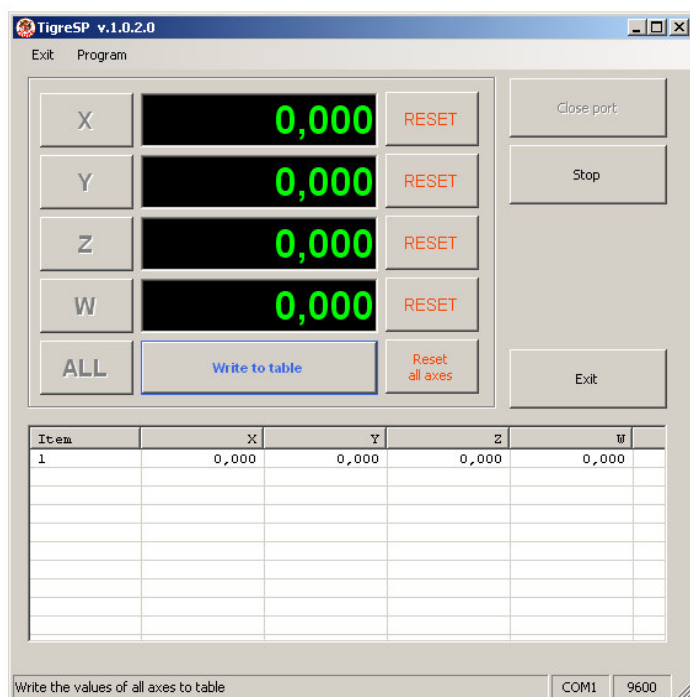 TigreSP v.1.0.2.0
Exit Program
X 0,000 RESET Close port
Y 0,000 RESET Stop
Z 0,000 RESET
W 0,000 RESET
ALL Write to table Reset all axes Exit
Item X Y Z W
1 0,000 0,000 0,000 0,000
Write the values of all axes to table COM1 9600